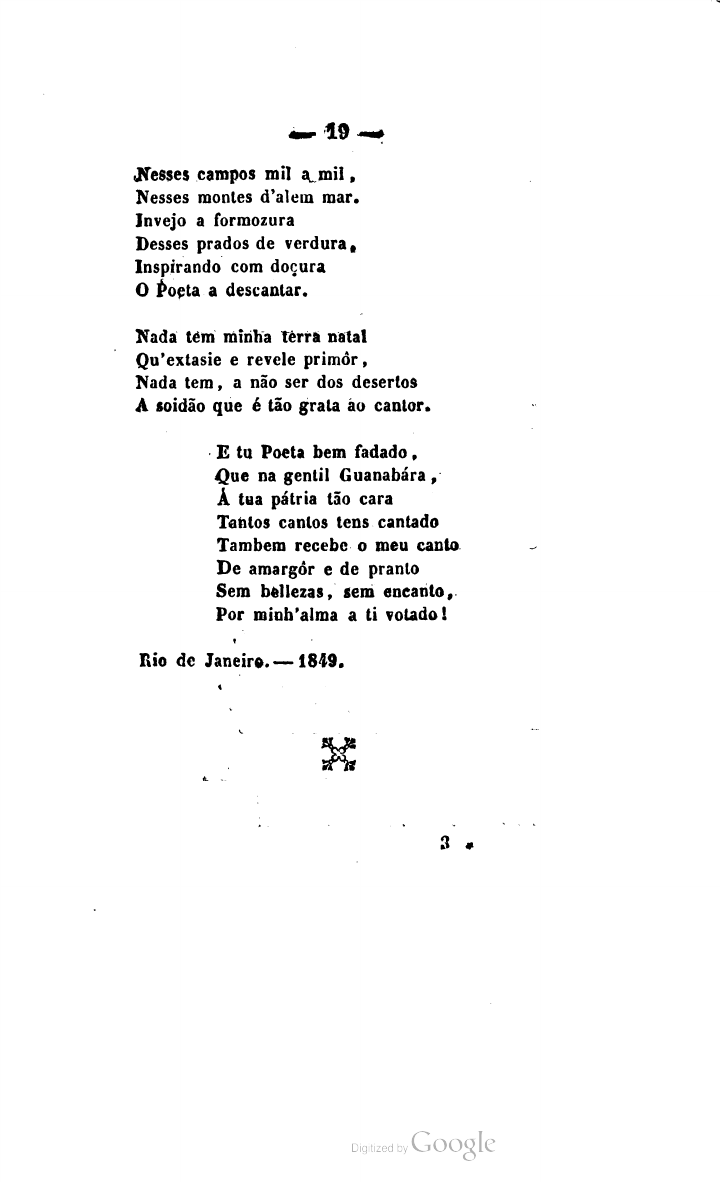 — 19 —
Nesses campos mil a mil,
Nesses montes d'alem mar.
Invejo a formozura
Desses prados de verdura,
Inspirando com doçura
O Poeta a descantar.
Nada tem minha terra natal
Qu'extasie e revele primôr,
Nada tem, a não ser dos desertos
A soidão que é tão grata ao cantor.
E tu Poeta bem fadado,
Que na gentil Guanabára,
Á tua pátria tão cara
Tantos cantos tens cantado
Tambem recebe o meu canto
De amargôr e de pranto
Sem bellezas, sem encanto,
Por minh'alma a ti votado!
Rio de Janeiro.—1849.
3 *
Digitized by Google